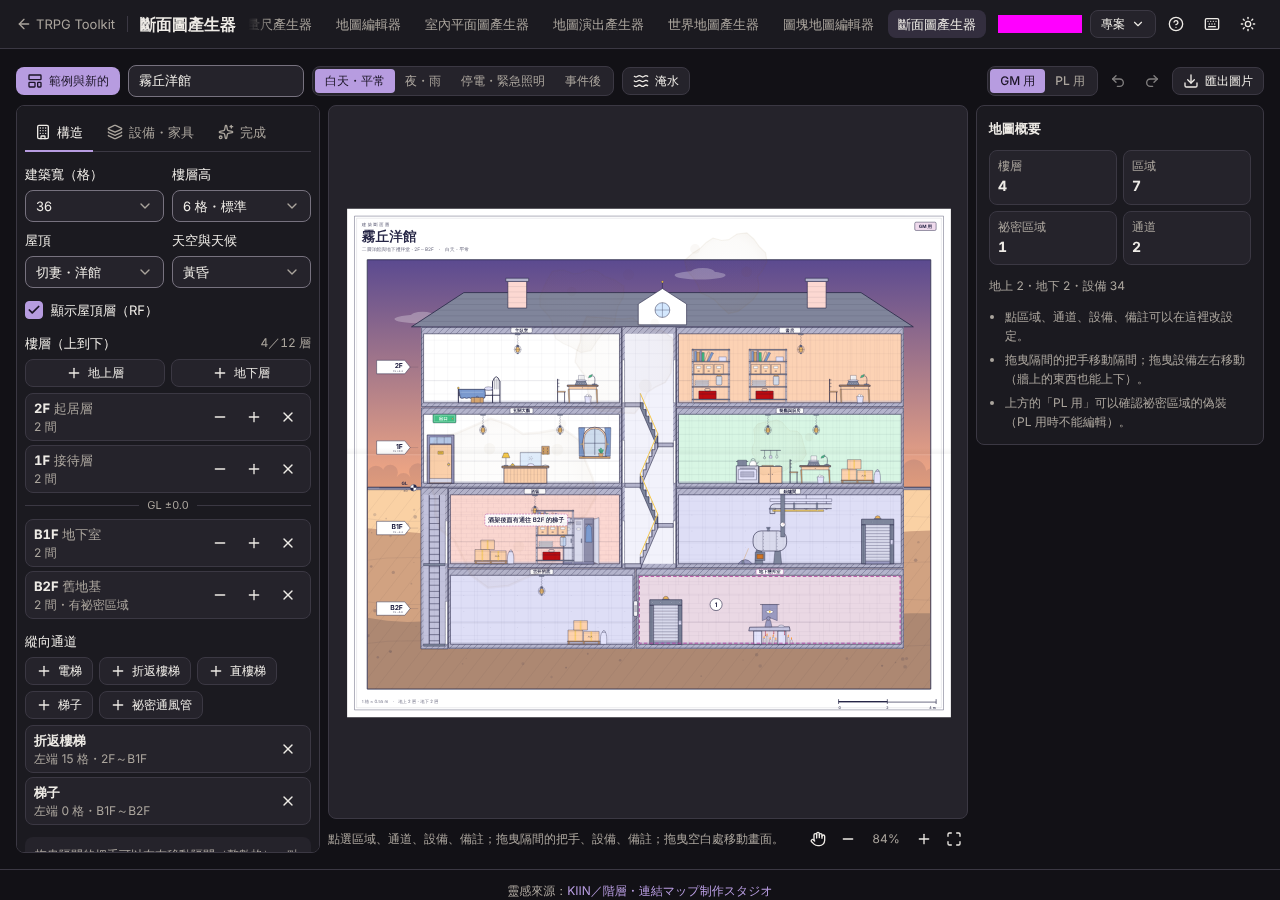 TRPG Toolkit
斷面圖產生器
尺產生器
地圖編輯器
室內平面圖產生器
地圖演出產生器
世界地圖產生器
圖塊地圖編輯器
斷面圖產生器
專案
範例與新的
霧丘洋館
白天・平常
夜・雨
停電・緊急照明
事件後
淹水
GM 用
PL 用
匯出圖片
構造
設備・家具
完成
建築寬（格）
樓層高
36
6 格・標準
屋頂
天空與天候
切妻・洋館
黃昏
顯示屋頂層（RF）
樓層（上到下）
4／12 層
地上層
地下層
2F 起居層
2 間
1F 接待層
2 間
GL ±0.0
B1F 地下室
2 間
B2F 舊地基
2 間・有祕密區域
縱向通道
電梯
折返樓梯
直樓梯
梯子
祕密通風管
折返樓梯
左端 15 格・2F～B1F
梯子
左端 0 格・B1F～B2F
霧丘洋館
GM 用
2F
1F
GL
B1F
酒架後面有通往 B2F 的梯子
B2F
1
點選區域、通道、設備、備註；拖曳隔間的把手、設備、備註；拖曳空白處移動畫面。
84%
地圖概要
樓層
4
區域
7
祕密區域
1
通道
2
地上 2・地下 2・設備 34
點區域、通道、設備、備註可以在這裡改設定。
拖曳隔間的把手移動隔間；拖曳設備左右移動（牆上的東西也能上下）。
上方的「PL 用」可以確認祕密區域的偽裝（PL 用時不能編輯）。
靈感來源：KIIN／階層・連結マップ制作スタジオ